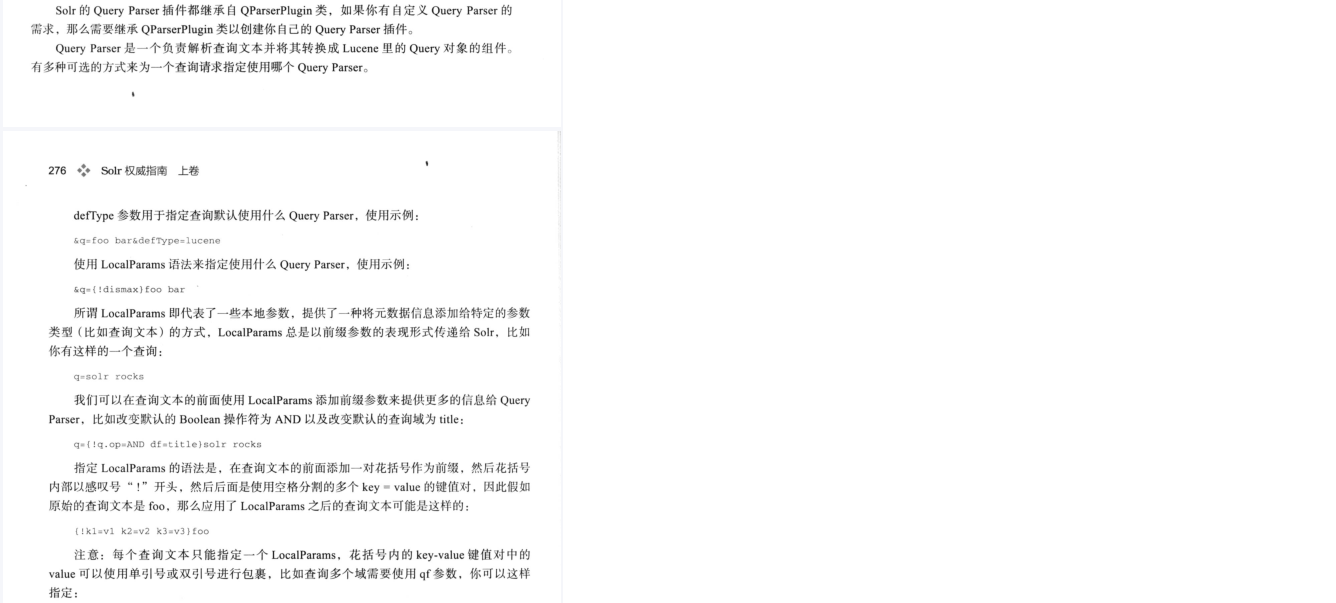 Solr 的 Query Parser 插件都继承自 QParserPlugin 类，如果你有自定义 Query Parser 的
需求，那么需要继承 QParserPlugin 类以创建你自己的 Query Parser 插件。
Query Parser 是一个负责解析查询文本并将其转换成 Lucene 里的 Query 对象的组件。
有多种可选的方式来为一个查询请求指定使用哪个 Query Parser。
276 Solr 权威指南 上卷
defType 参数用于指定查询默认使用什么 Query Parser，使用示例：
&q=foo bar&defType=lucene
使用 LocalParams 语法来指定使用什么 Query Parser，使用示例：
&q={!dismax}foo bar
所谓 LocalParams 即代表了一些本地参数，提供了一种将元数据信息添加给特定的参数
类型（比如查询文本）的方式，LocalParams 总是以前缀参数的表现形式传递给 Solr，比如
你有这样的一个查询：
q=solr rocks
我们可以在查询文本的前面使用 LocalParams 添加前缀参数来提供更多的信息给 Query
Parser，比如改变默认的 Boolean 操作符为 AND 以及改变默认的查询域为 title：
q={!q.op=AND df=title}solr rocks
指定 LocalParams 的语法是，在查询文本的前面添加一对花括号作为前缀，然后花括号
内部以感叹号“!”开头，然后后面是使用空格分割的多个 key = value 的键值对，因此假如
原始的查询文本是 foo，那么应用了 LocalParams 之后的查询文本可能是这样的：
{!k1=v1 k2=v2 k3=v3}foo
注意：每个查询文本只能指定一个 LocalParams，花括号内的 key-value 键值对中的
value 可以使用单引号或双引号进行包裹，比如查询多个域需要使用 qf 参数，你可以这样
指定：